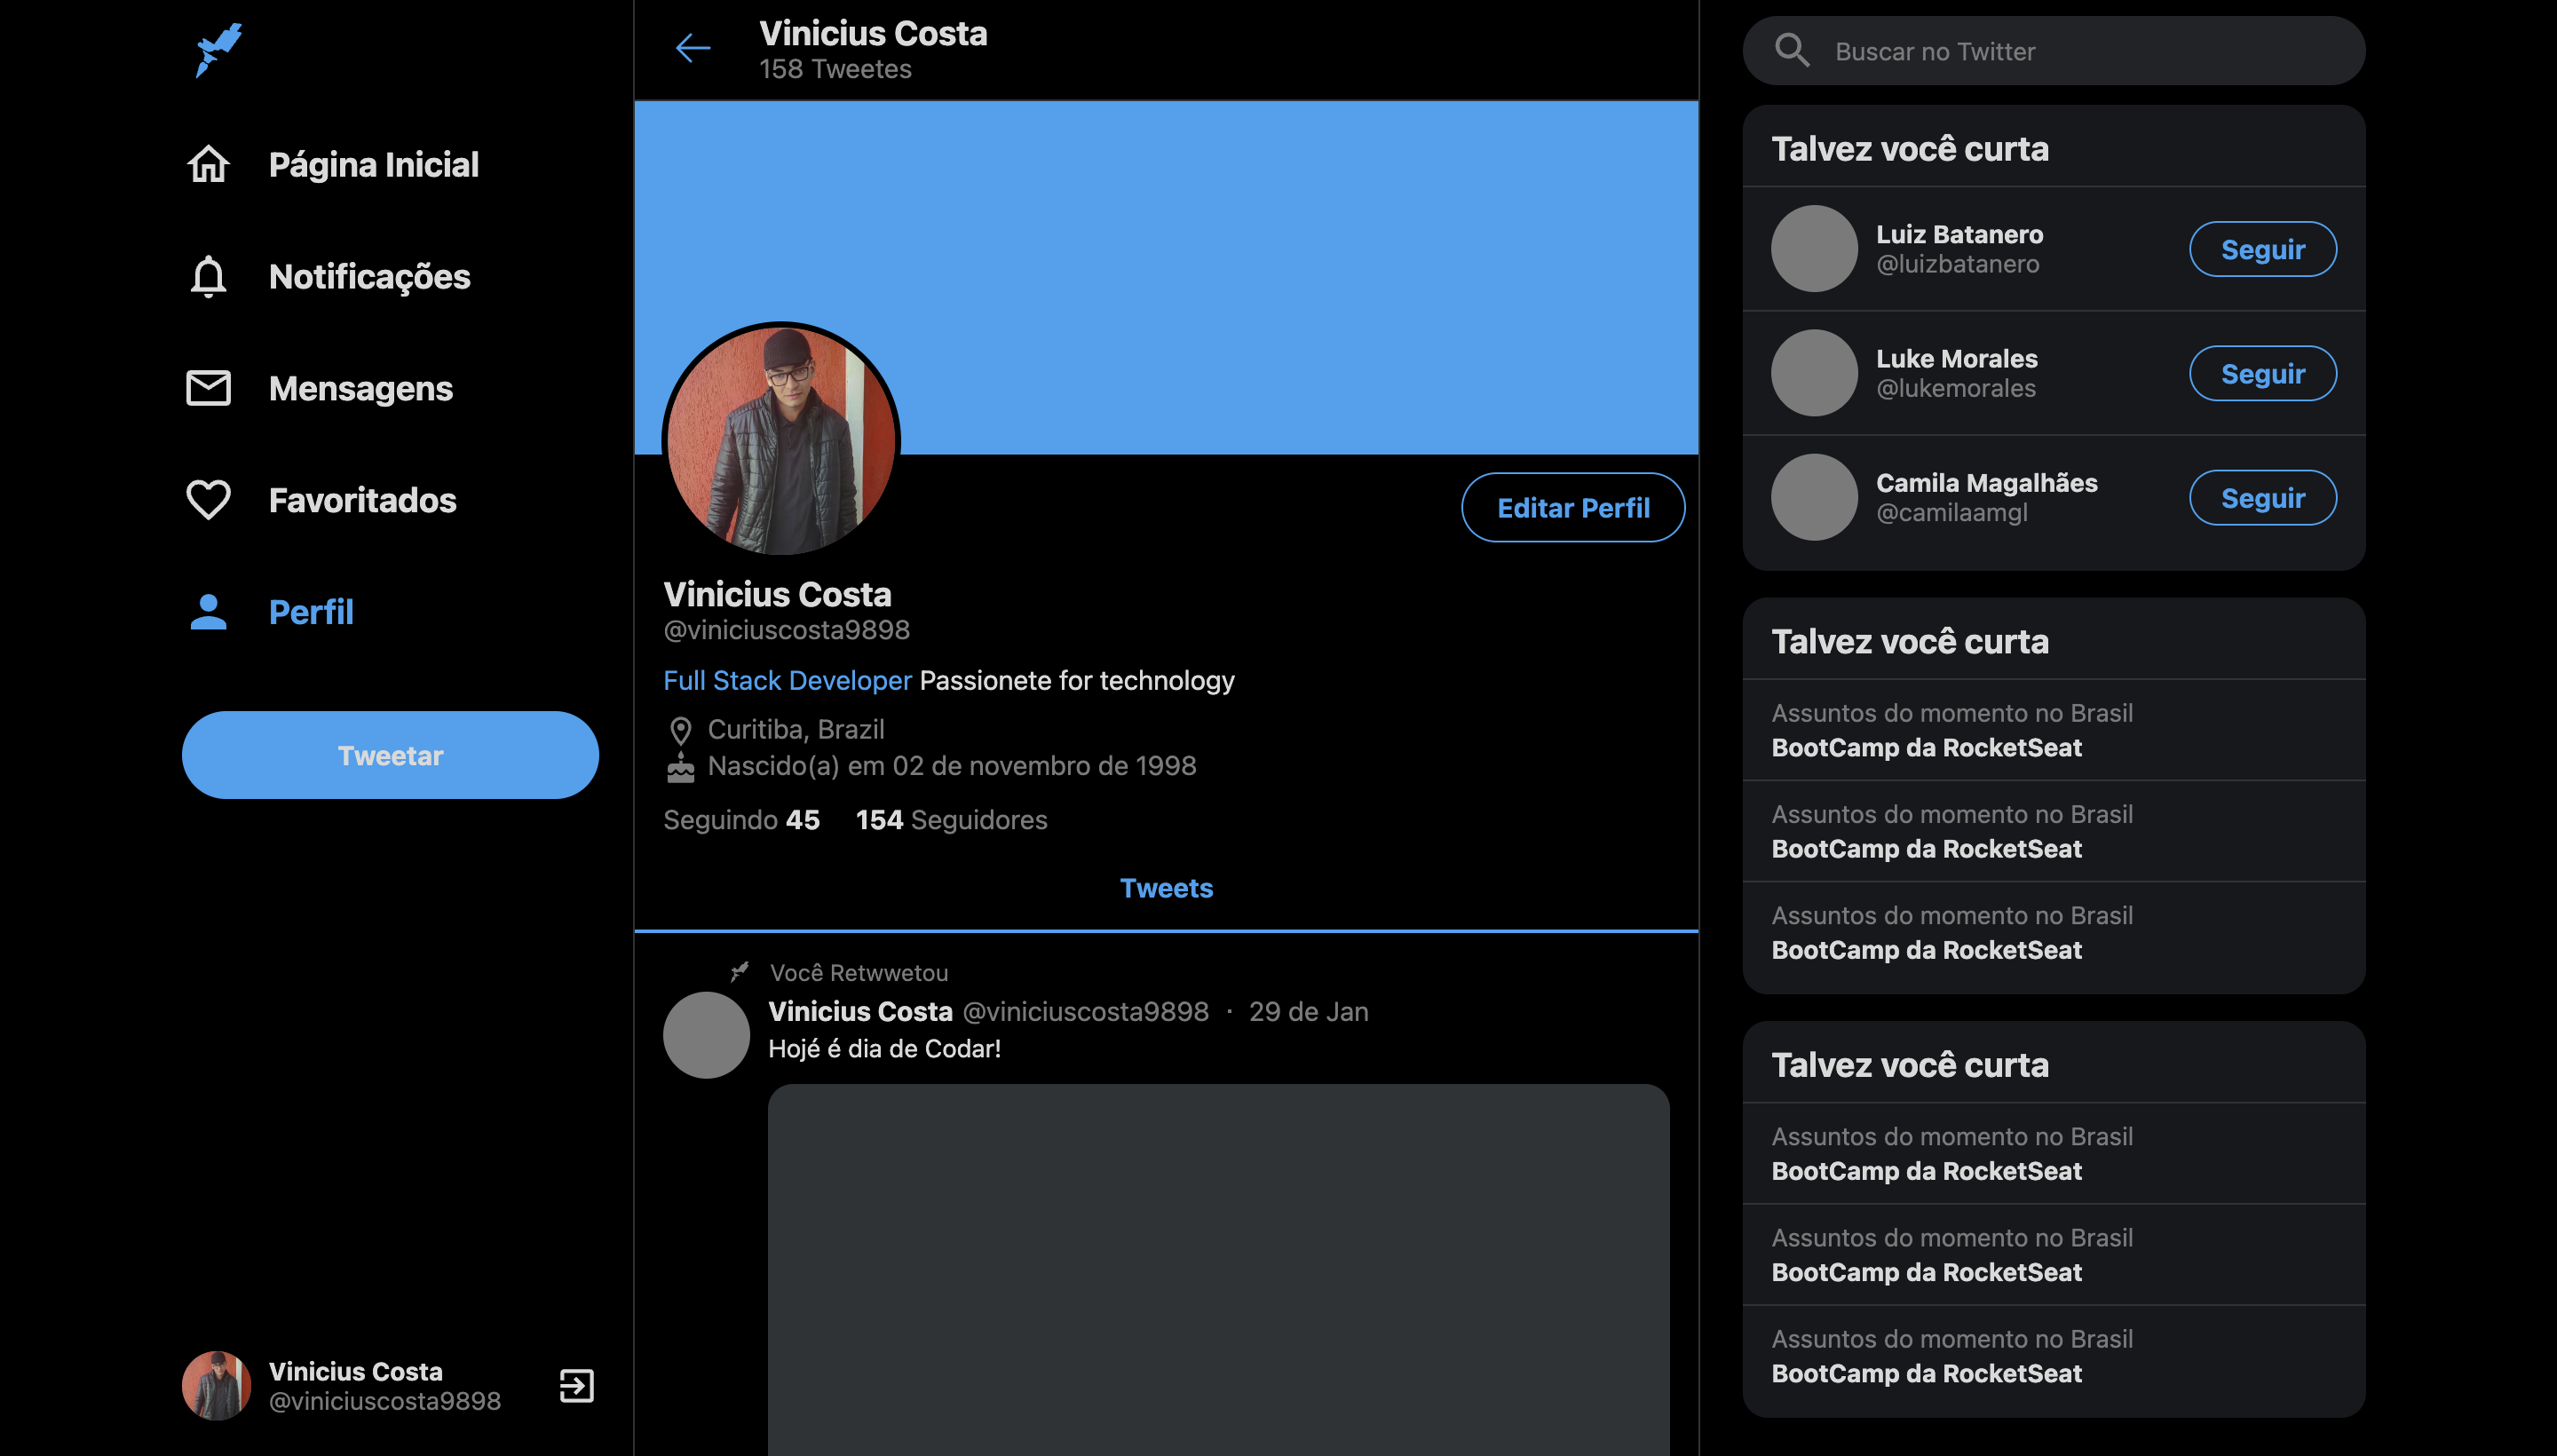 Página Inicial
Notificações
Mensagens
Favoritados
Perfil
Tweetar
Vinicius Costa
@viniciuscosta9898
Vinicius Costa
158 Tweetes
Editar Perfil
Vinicius Costa
@viniciuscosta9898
Full Stack Developer Passionete for technology
Curitiba, Brazil
Nascido(a) em 02 de novembro de 1998
Seguindo 45 154 Seguidores
Tweets
Você Retwwetou
Vinicius Costa @viniciuscosta9898 · 29 de Jan
Hojé é dia de Codar!
Buscar no Twitter
Talvez você curta
Luiz Batanero
@luizbatanero
Seguir
Luke Morales
@lukemorales
Seguir
Camila Magalhães
@camilaamgl
Seguir
Talvez você curta
Assuntos do momento no Brasil
BootCamp da RocketSeat
Assuntos do momento no Brasil
BootCamp da RocketSeat
Assuntos do momento no Brasil
BootCamp da RocketSeat
Talvez você curta
Assuntos do momento no Brasil
BootCamp da RocketSeat
Assuntos do momento no Brasil
BootCamp da RocketSeat
Assuntos do momento no Brasil
BootCamp da RocketSeat